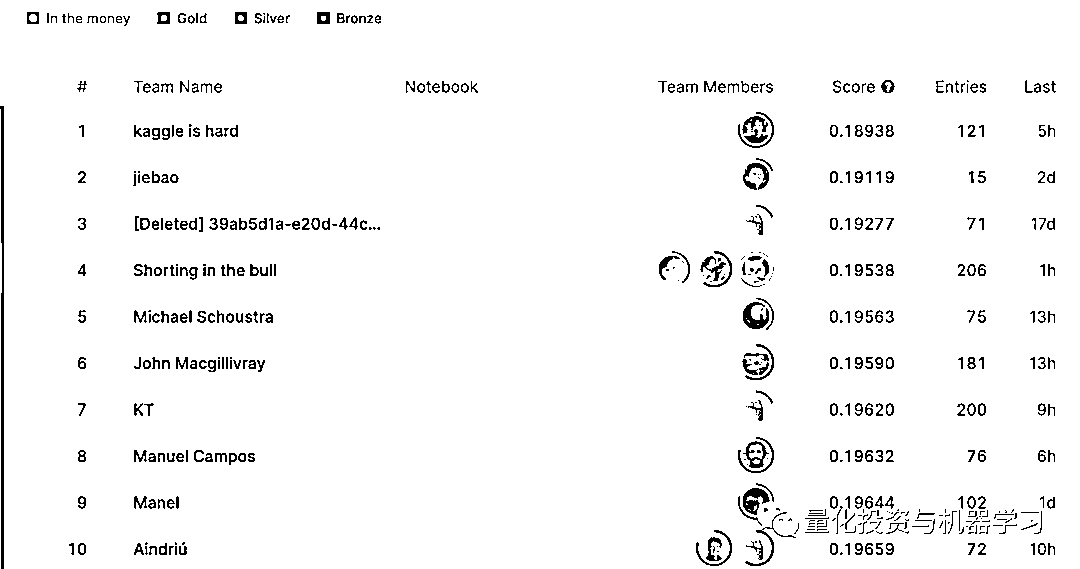 In the money Gold Silver Bronze
# Team Name Notebook Team Members Score Entries Last
1 kaggle is hard 0.18938 121 5h
2 jiebao 0.19119 15 2d
3 [Deleted] 39ab5d1a-e20d-44c... 0.19277 71 17d
4 Shorting in the bull 0.19538 206 1h
5 Michael Schoustra 0.19563 75 13h
6 John Macgillivray 0.19590 181 13h
7 KT 0.19620 200 9h
8 Manuel Campos 0.19632 76 6h
9 Manel 0.19644 102 1d
量化投资与机器学习
10 Aindriú 0.19659 72 10h